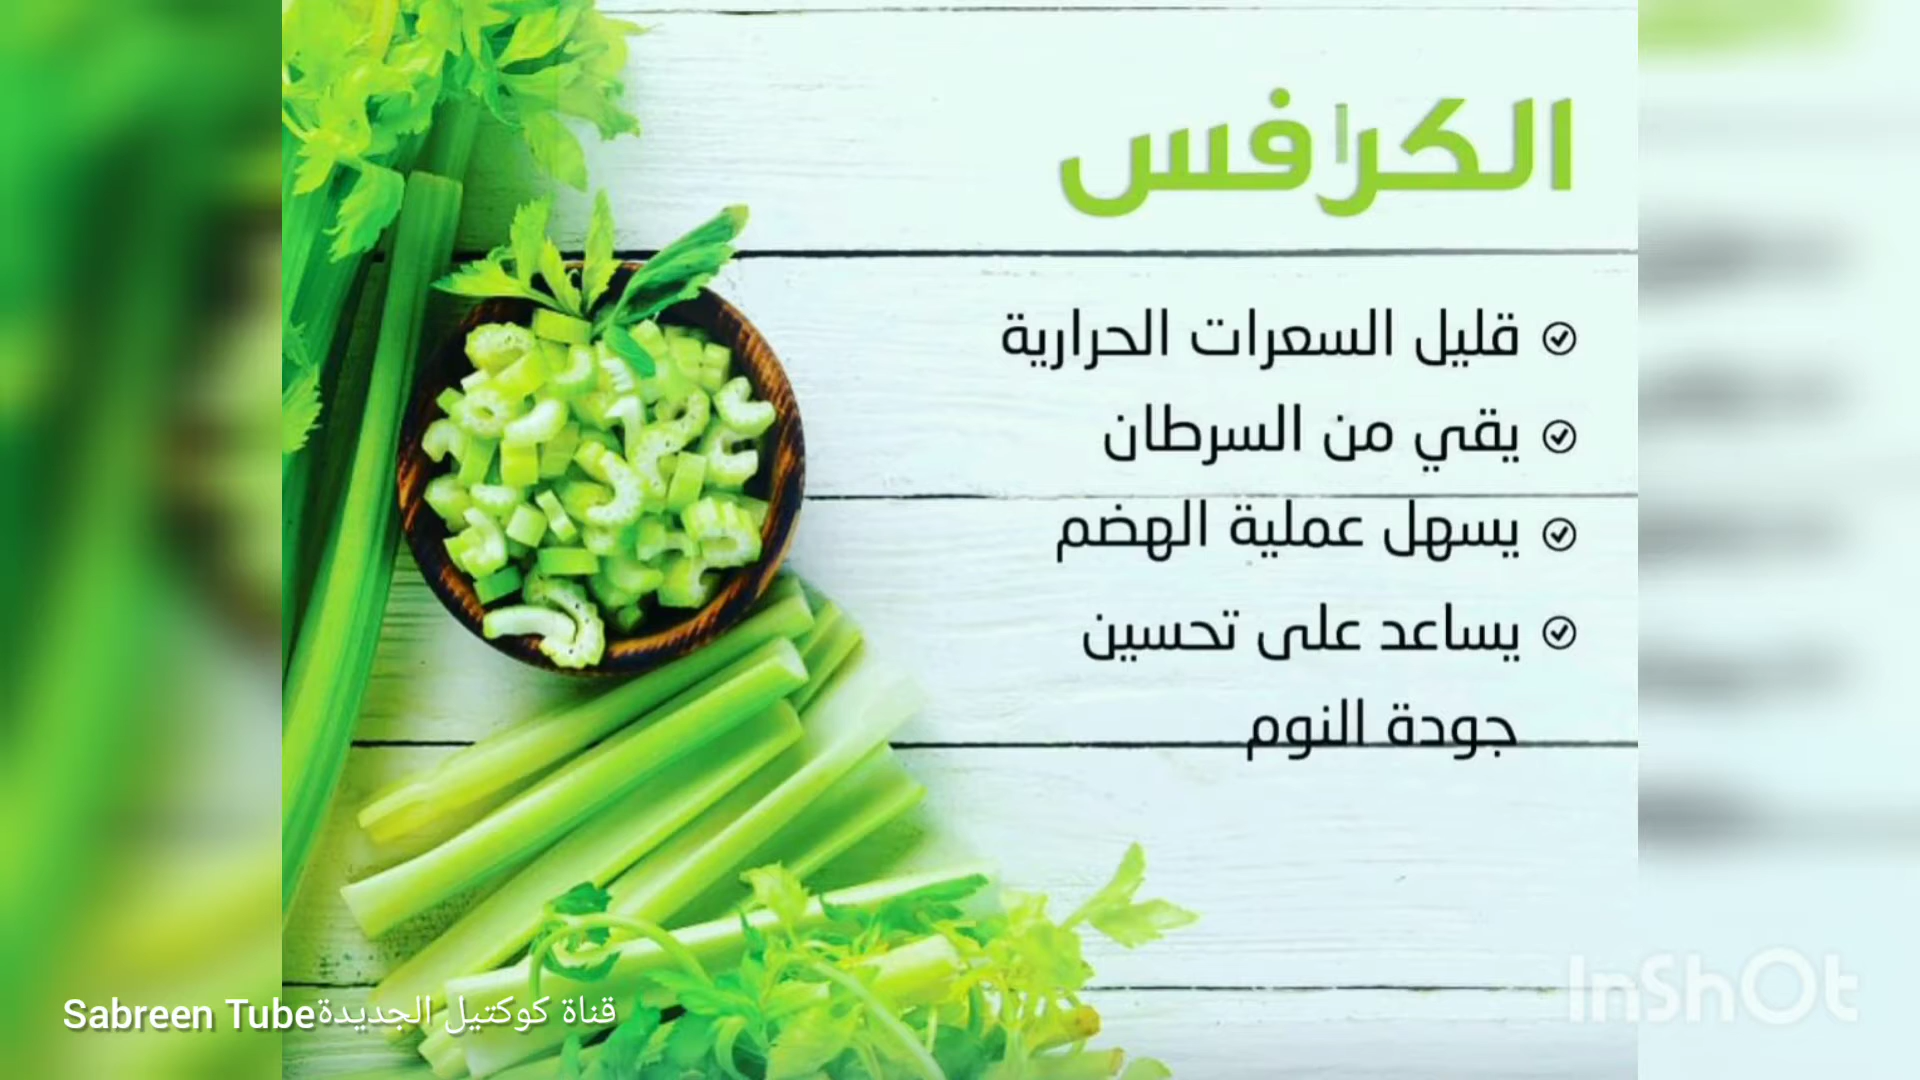 الكرافس
قليل السعرات الحرارية
يقي من السرطان
يسهل عملية الهضم
يساعد على تحسين
جودة النوم
Sabreen Tubeقناة كوكتيل الجديدة
InShOt